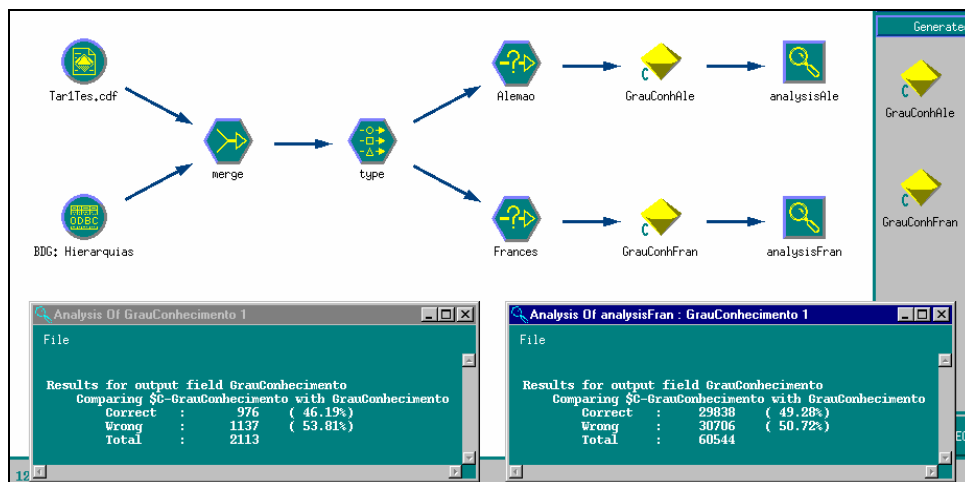 Generated
Tar1Tes.cdf
Alemao
GrauConhAle
analysisAle
C
C
GrauConhAle
merge
type
ODBC
BDG: Hierarquias
Frances
C
GrauConhFran
analysisFran
C
GrauConhFran
Analysis Of GrauConhecimento 1
File
Results for output field GrauConhecimento
Comparing $C-GrauConhecimento with GrauConhecimento
Correct : 976 ( 46.19%)
Wrong : 1137 ( 53.81%)
Total : 2113
Analysis Of analysisFran : GrauConhecimento 1
File
Results for output field GrauConhecimento
Comparing $C-GrauConhecimento with GrauConhecimento
Correct : 29838 ( 49.28%)
Wrong : 30706 ( 50.72%)
Total : 60544
12